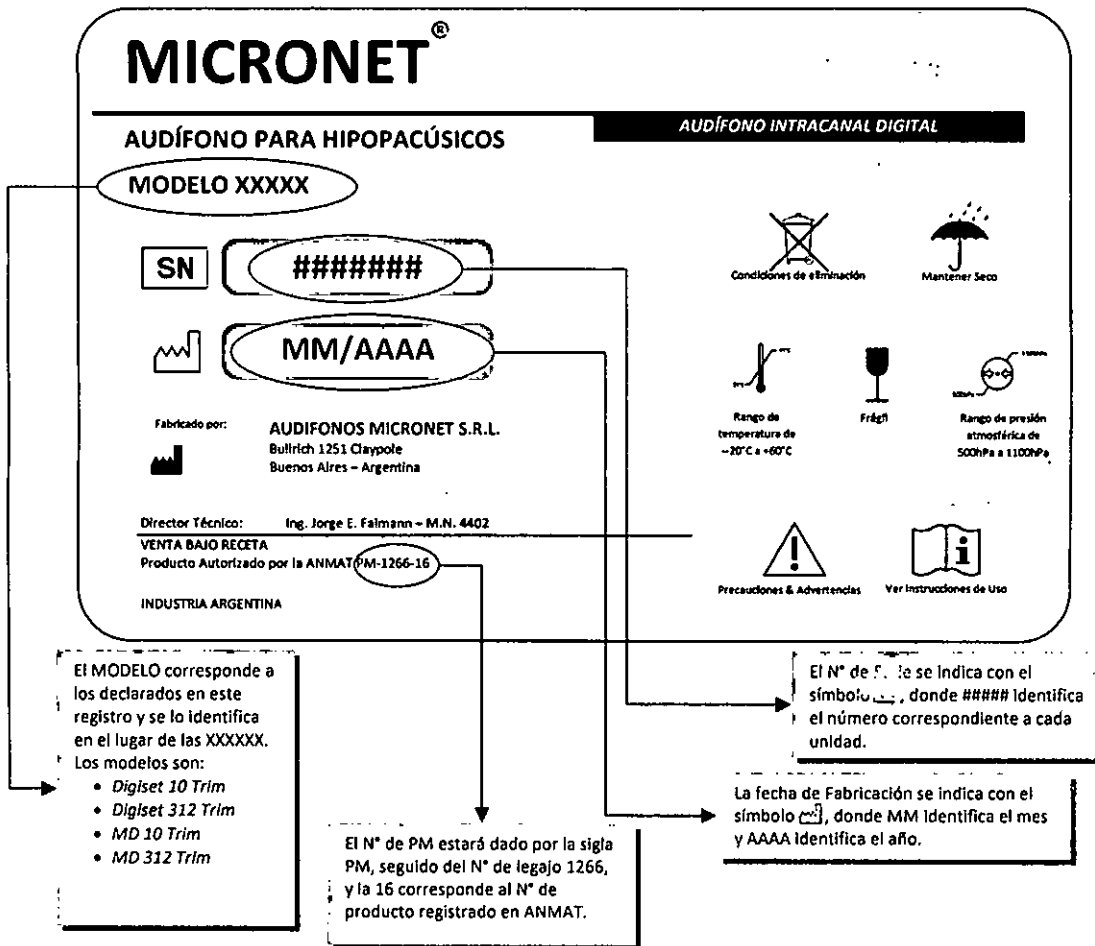 MICRONET®
AUDÍFONO PARA HIPOPACÚSICOS
AUDÍFONO INTRACANAL DIGITAL
MODELO XXXXX
SN
#######
MM/AAAA
Condiciones de eliminación
Mantener Seco
Rango de
temperatura de
-20°C a +60°C
Frágil
Rango de presión
atmosférica de
500hPa a 1100hPa
Fabricado por:
AUDIFONOS MICRONET S.R.L.
Bullrich 1251 Claypole
Buenos Aires – Argentina
Director Técnico: Ing. Jorge E. Falmann – M.N. 4402
VENTA BAJO RECETA
Producto Autorizado por la ANMAT PM-1266-16
INDUSTRIA ARGENTINA
Precauciones & Advertencias
Ver Instrucciones de Uso
El MODELO corresponde a
los declarados en este
registro y se lo identifica
en el lugar de las XXXXXX.
Los modelos son:
• Digiset 10 Trim
• Digiset 312 Trim
• MD 10 Trim
• MD 312 Trim
El N° de PM estará dado por la sigla
PM, seguido del N° de legajo 1266,
y la 16 corresponde al N° de
producto registrado en ANMAT.
El N° de se indica con el
símbolo , donde ##### identifica
el número correspondiente a cada
unidad.
La fecha de Fabricación se indica con el
símbolo , donde MM identifica el mes
y AAAA identifica el año.